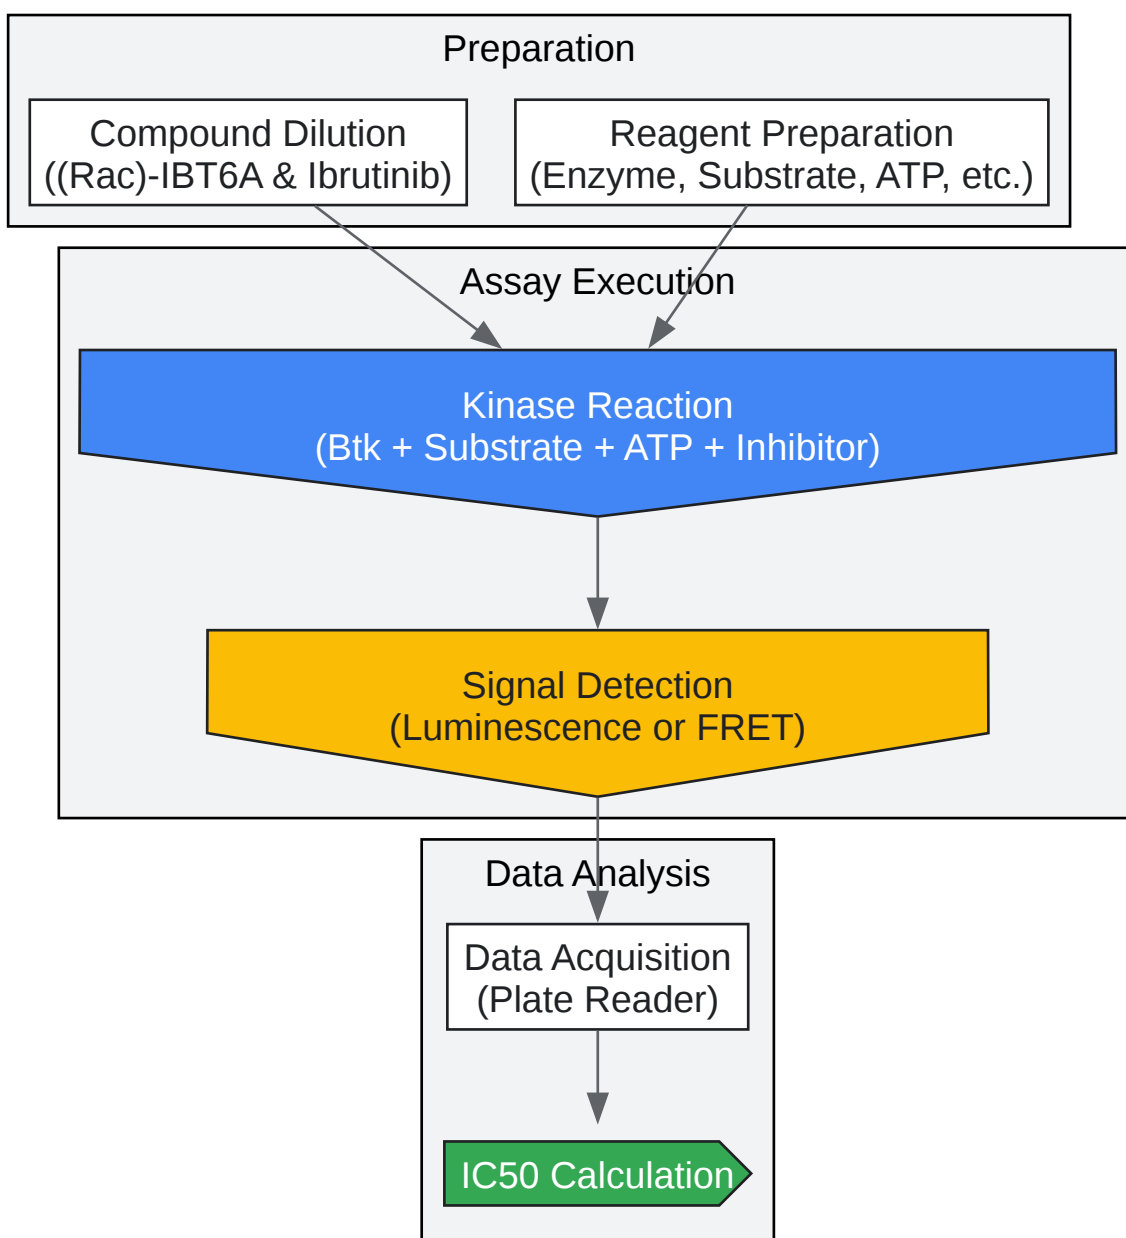 Preparation
Compound Dilution
((Rac)-IBT6A & Ibrutinib)
Reagent Preparation
(Enzyme, Substrate, ATP, etc.)
Assay Execution
Kinase Reaction
(Btk + Substrate + ATP + Inhibitor)
Signal Detection
(Luminescence or FRET)
Data Analysis
Data Acquisition
(Plate Reader)
IC50 Calculation